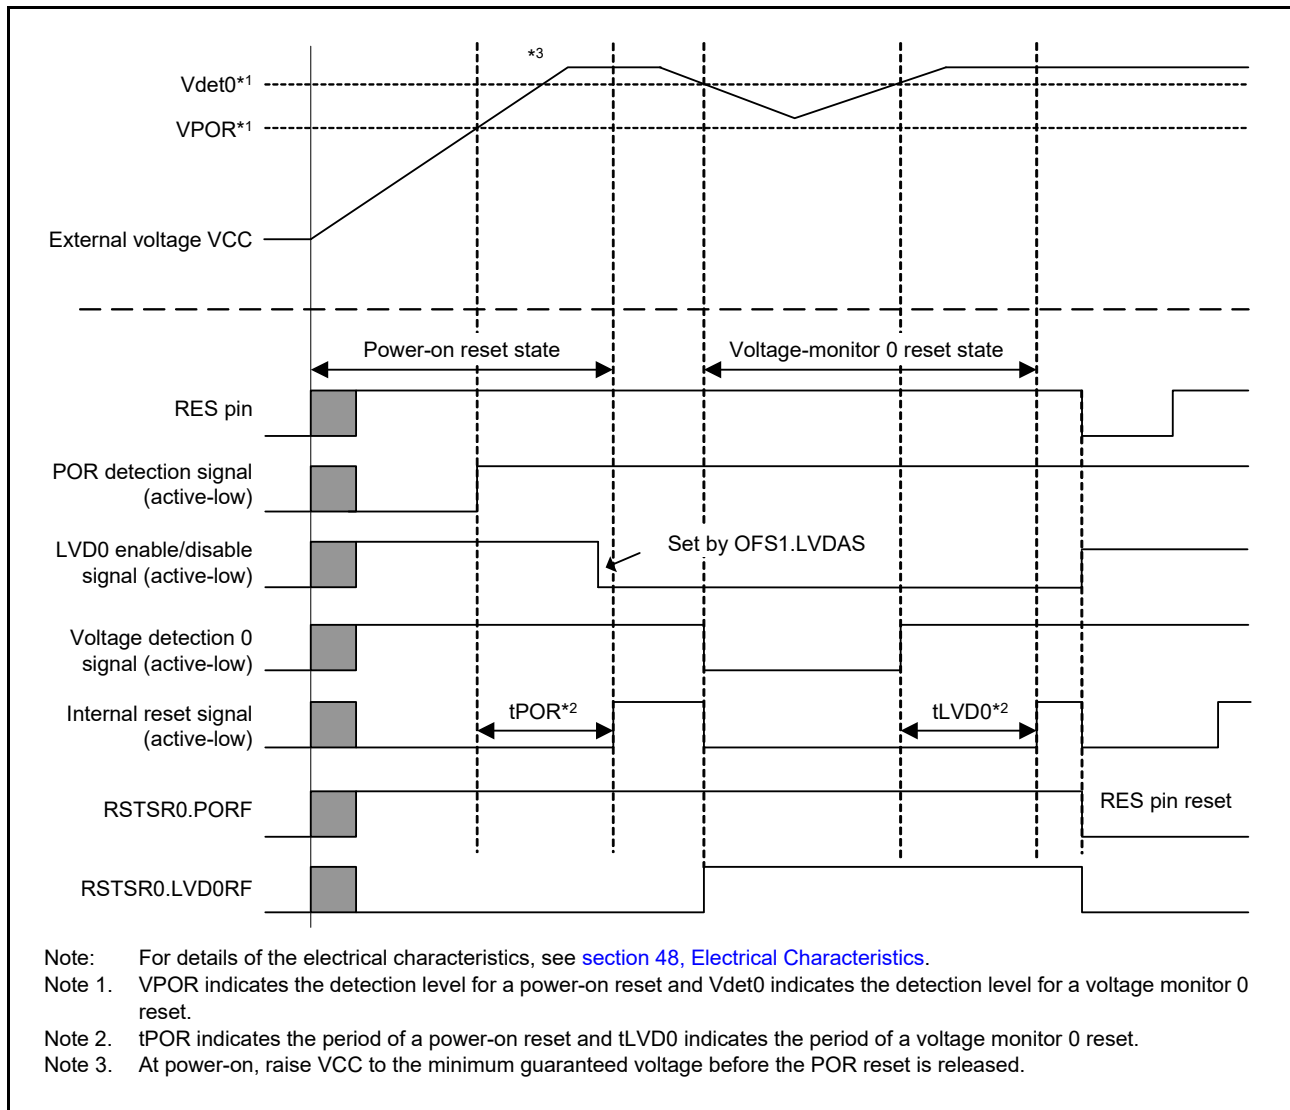 *3
Vdet0*1
VPOR*1
External voltage VCC
Power-on reset state
Voltage-monitor 0 reset state
RES pin
POR detection signal
(active-low)
LVD0 enable/disable
signal (active-low)
Set by OFS1.LVDAS
Voltage detection 0
signal (active-low)
Internal reset signal
(active-low)
tPOR*2
tLVD0*2
RSTSR0.PORF
RES pin reset
RSTSR0.LVD0RF
Note: For details of the electrical characteristics, see section 48, Electrical Characteristics.
Note 1. VPOR indicates the detection level for a power-on reset and Vdet0 indicates the detection level for a voltage monitor 0
reset.
Note 2. tPOR indicates the period of a power-on reset and tLVD0 indicates the period of a voltage monitor 0 reset.
Note 3. At power-on, raise VCC to the minimum guaranteed voltage before the POR reset is released.